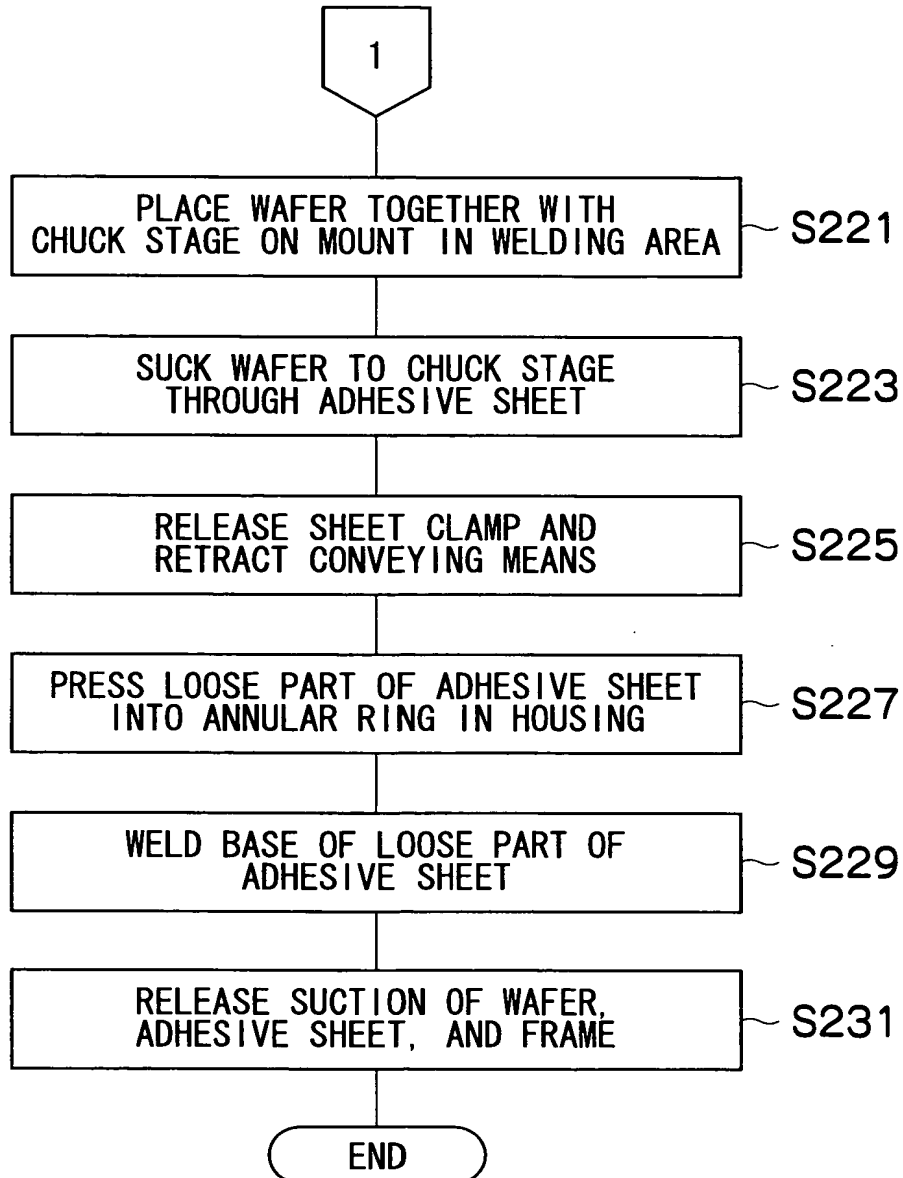 1
PLACE WAFER TOGETHER WITH
CHUCK STAGE ON MOUNT IN WELDING AREA
S221
SUCK WAFER TO CHUCK STAGE
THROUGH ADHESIVE SHEET
S223
RELEASE SHEET CLAMP AND
RETRACT CONVEYING MEANS
S225
PRESS LOOSE PART OF ADHESIVE SHEET
INTO ANNULAR RING IN HOUSING
S227
WELD BASE OF LOOSE PART OF
ADHESIVE SHEET
S229
RELEASE SUCTION OF WAFER,
ADHESIVE SHEET, AND FRAME
S231
END